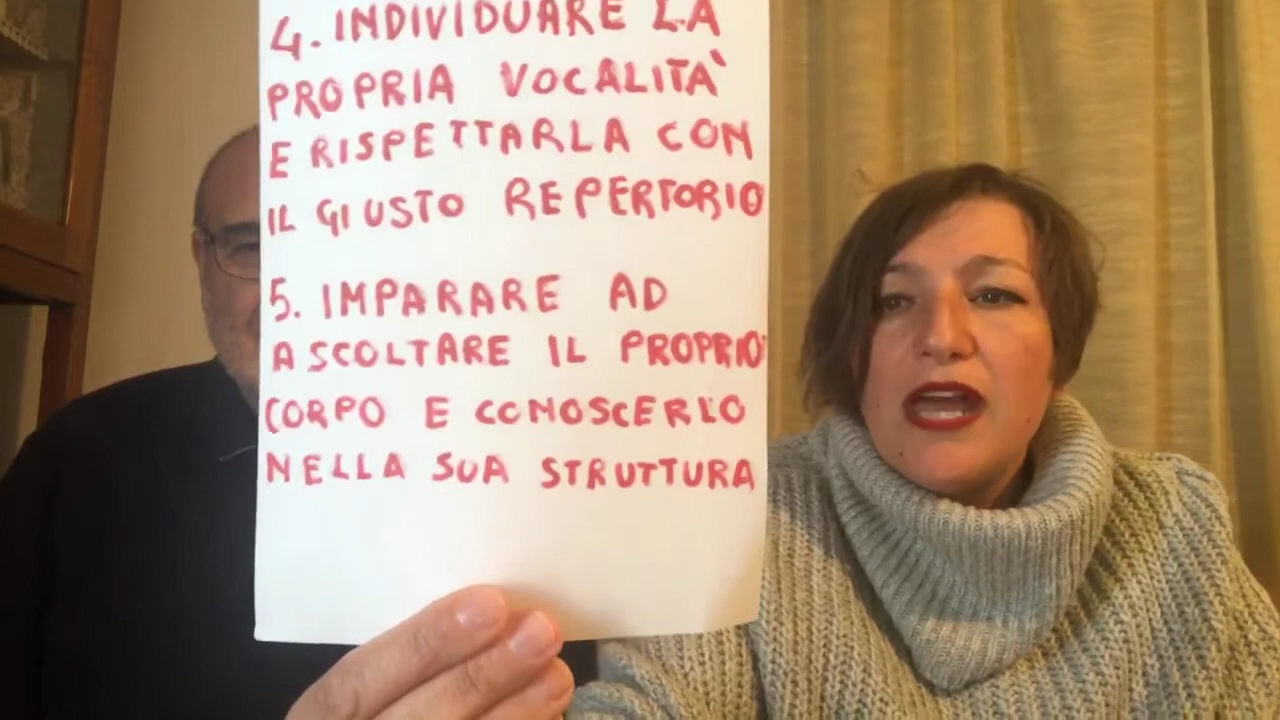 4. INDIVIDUARE LA
PROPRIA VOCALITÀ
E RISPETTARLA CON
IL GIUSTO REPERTORIO
5. IMPARARE AD
ASCOLTARE IL PROPRIO
CORPO E CONOSCERLO
NELLA SUA STRUTTURA